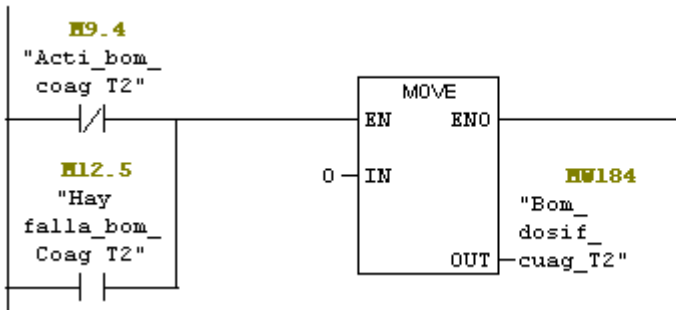 M9.4
"Acti_bom_
coag T2"
MOVE
EN ENO
M12.5
"Hay
falla_bom_
Coag T2"
0 IN
MW184
"Bom_
dosif_
cuag_T2"
OUT